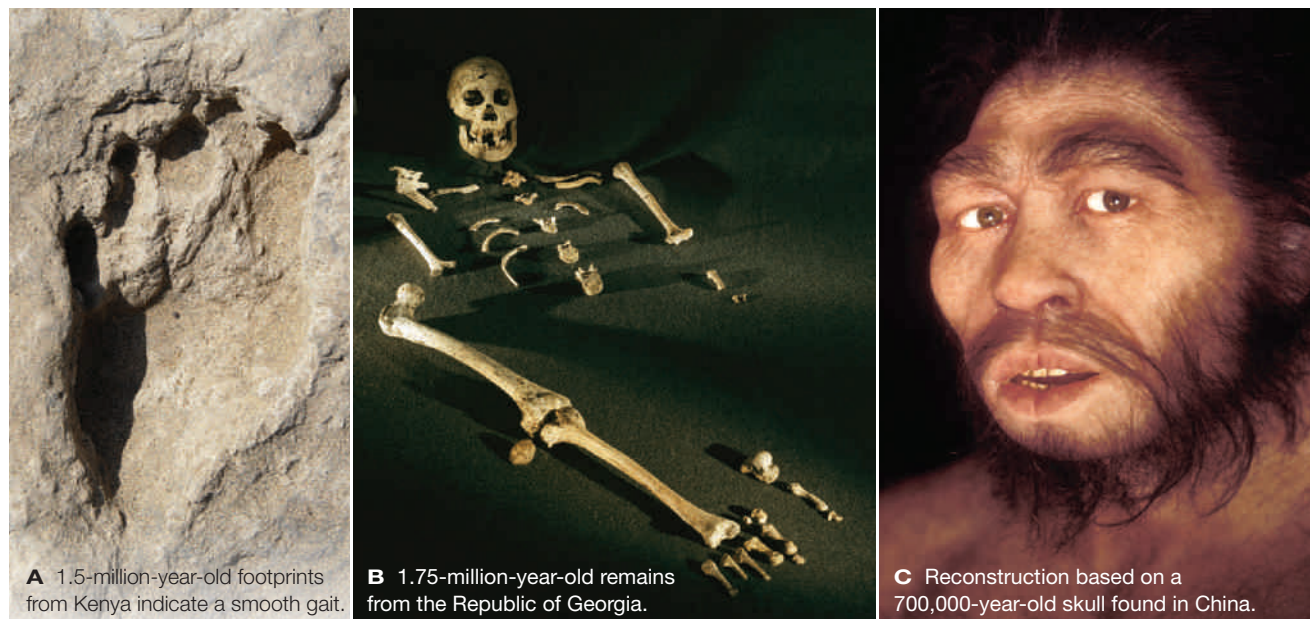 A 1.5-million-year-old footprints
from Kenya indicate a smooth gait.
B 1.75-million-year-old remains
from the Republic of Georgia.
C Reconstruction based on a
700,000-year-old skull found in China.